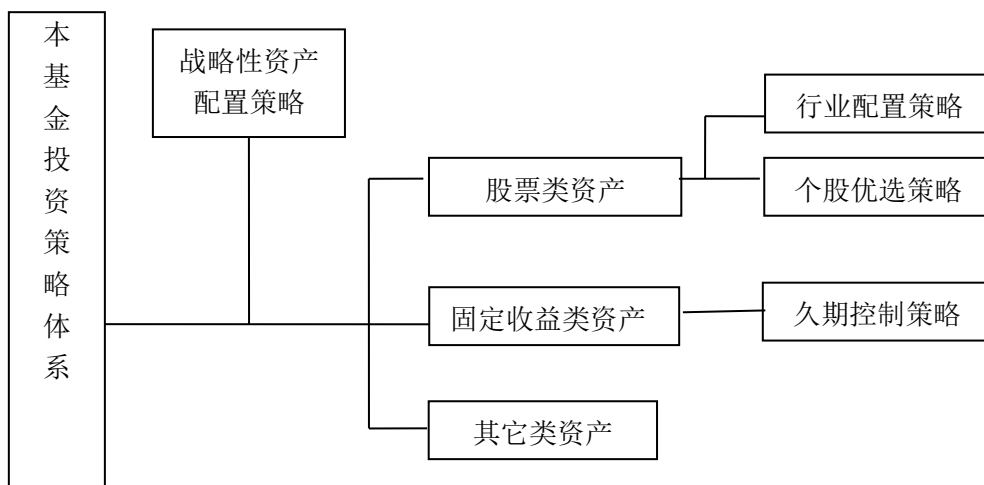 本基金投资策略体系
战略性资产
配置策略
行业配置策略
股票类资产
个股优选策略
固定收益类资产
久期控制策略
其它类资产